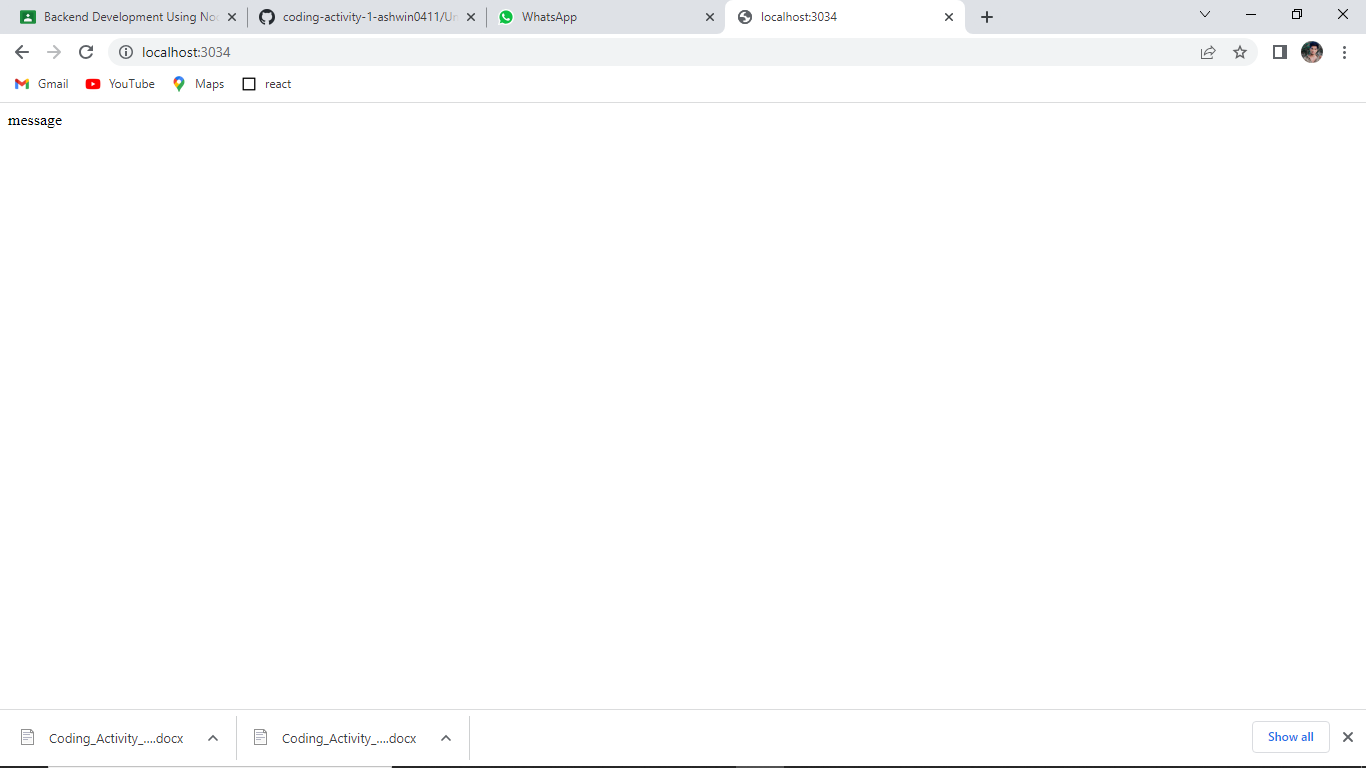 Backend Development Using No
coding-activity-1-ashwin0411/Un
WhatsApp
localhost:3034
localhost:3034
Gmail
YouTube
Maps
react
message
Coding_Activity_....docx
Coding_Activity_....docx
Show all